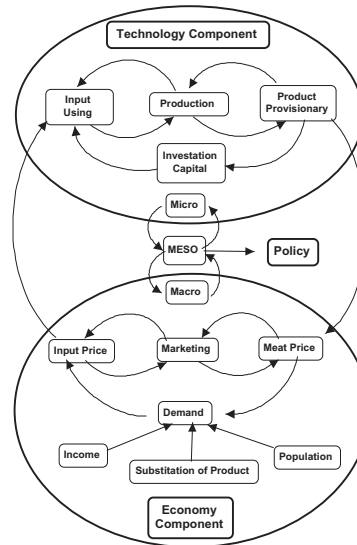 Technology Component
Input
Using
Production
Product
Provisionary
Investation
Capital
Micro
MESO
Policy
Macro
Input Price
Marketing
Meat Price
Demand
Income
Population
Substitation of Product
Economy
Component